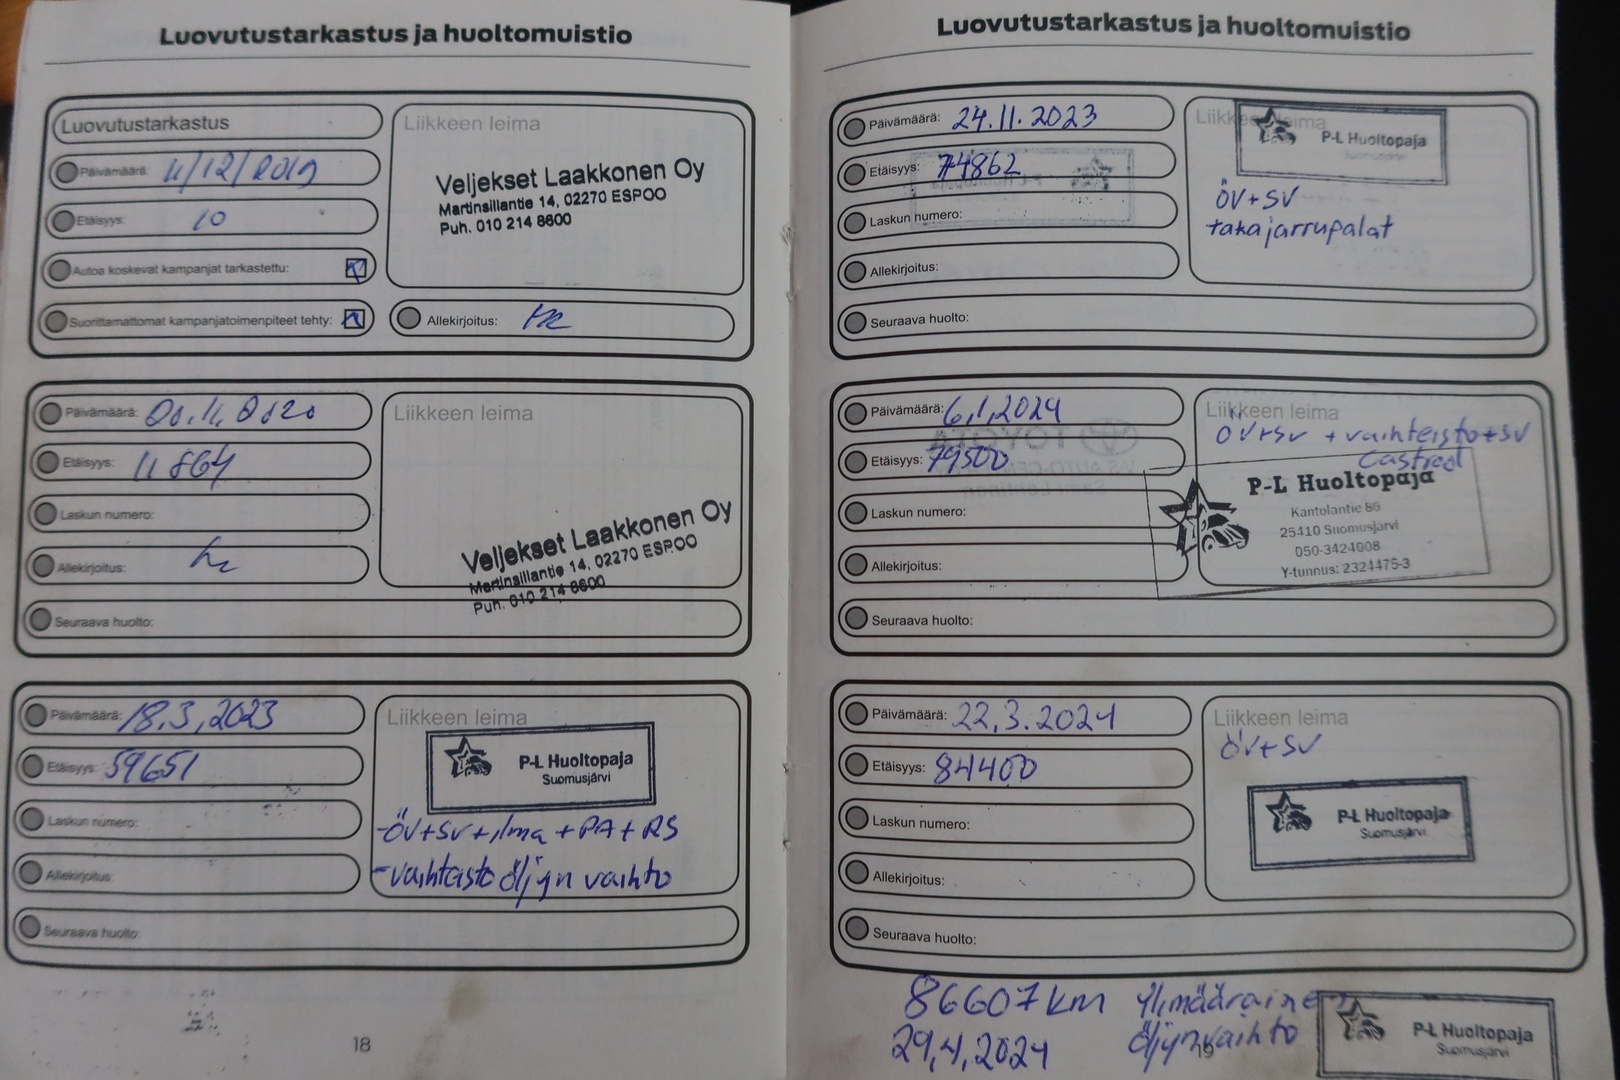 Luovutustarkastus ja huoltomuistio
Luovutustarkastus
Päivämäärä: 11/12/2019
Etäisyys: 10
Autoa koskevat kampanjat tarkastettu:
Suorittamattomat kampanjatoimenpiteet tehty:
Liikkeen leima
Veljekset Laakkonen Oy
Martinsillantie 14, 02270 ESPOO
Puh. 010 214 8600
Allekirjoitus:
Päivämäärä:
Etäisyys: 11864
Laskun numero:
Allekirjoitus:
Seuraava huolto:
Liikkeen leima
Veljekset Laakkonen Oy
Martinsillantie 14, 02270 ESPOO
Puh. 010 214 8600
Päivämäärä: 18.3.2023
Etäisyys: 59651
Laskun numero:
Allekirjoitus:
Seuraava huolto:
Liikkeen leima
P-L Huoltopaja
Suomusjärvi
-ÖV+SV+ilma+PA+RS
-vaihteisto öljyn vaihto
18
Luovutustarkastus ja huoltomuistio
Päivämäärä: 24.11.2023
Etäisyys: 74862
Laskun numero:
Allekirjoitus:
Seuraava huolto:
Liikkeen leima
P-L Huoltopaja
Suomusjärvi
ÖV+SV
takajarrupalat
Päivämäärä: 6.1.2024
Etäisyys: 79500
Laskun numero:
Allekirjoitus:
Seuraava huolto:
Liikkeen leima
ÖV+SV +vaihteisto+SV
Castrol
P-L Huoltopaja
Kantolantie 86
25410 Suomusjärvi
050-3424008
Y-tunnus: 2324475-3
Päivämäärä: 22.3.2024
Etäisyys: 84400
Laskun numero:
Allekirjoitus:
Seuraava huolto:
Liikkeen leima
ÖV+SV
P-L Huoltopaja
Suomusjärvi
86607 km ylimääräinen
29.4.2024 öljynvaihto
19
P-L Huoltopaja
Suomusjärvi